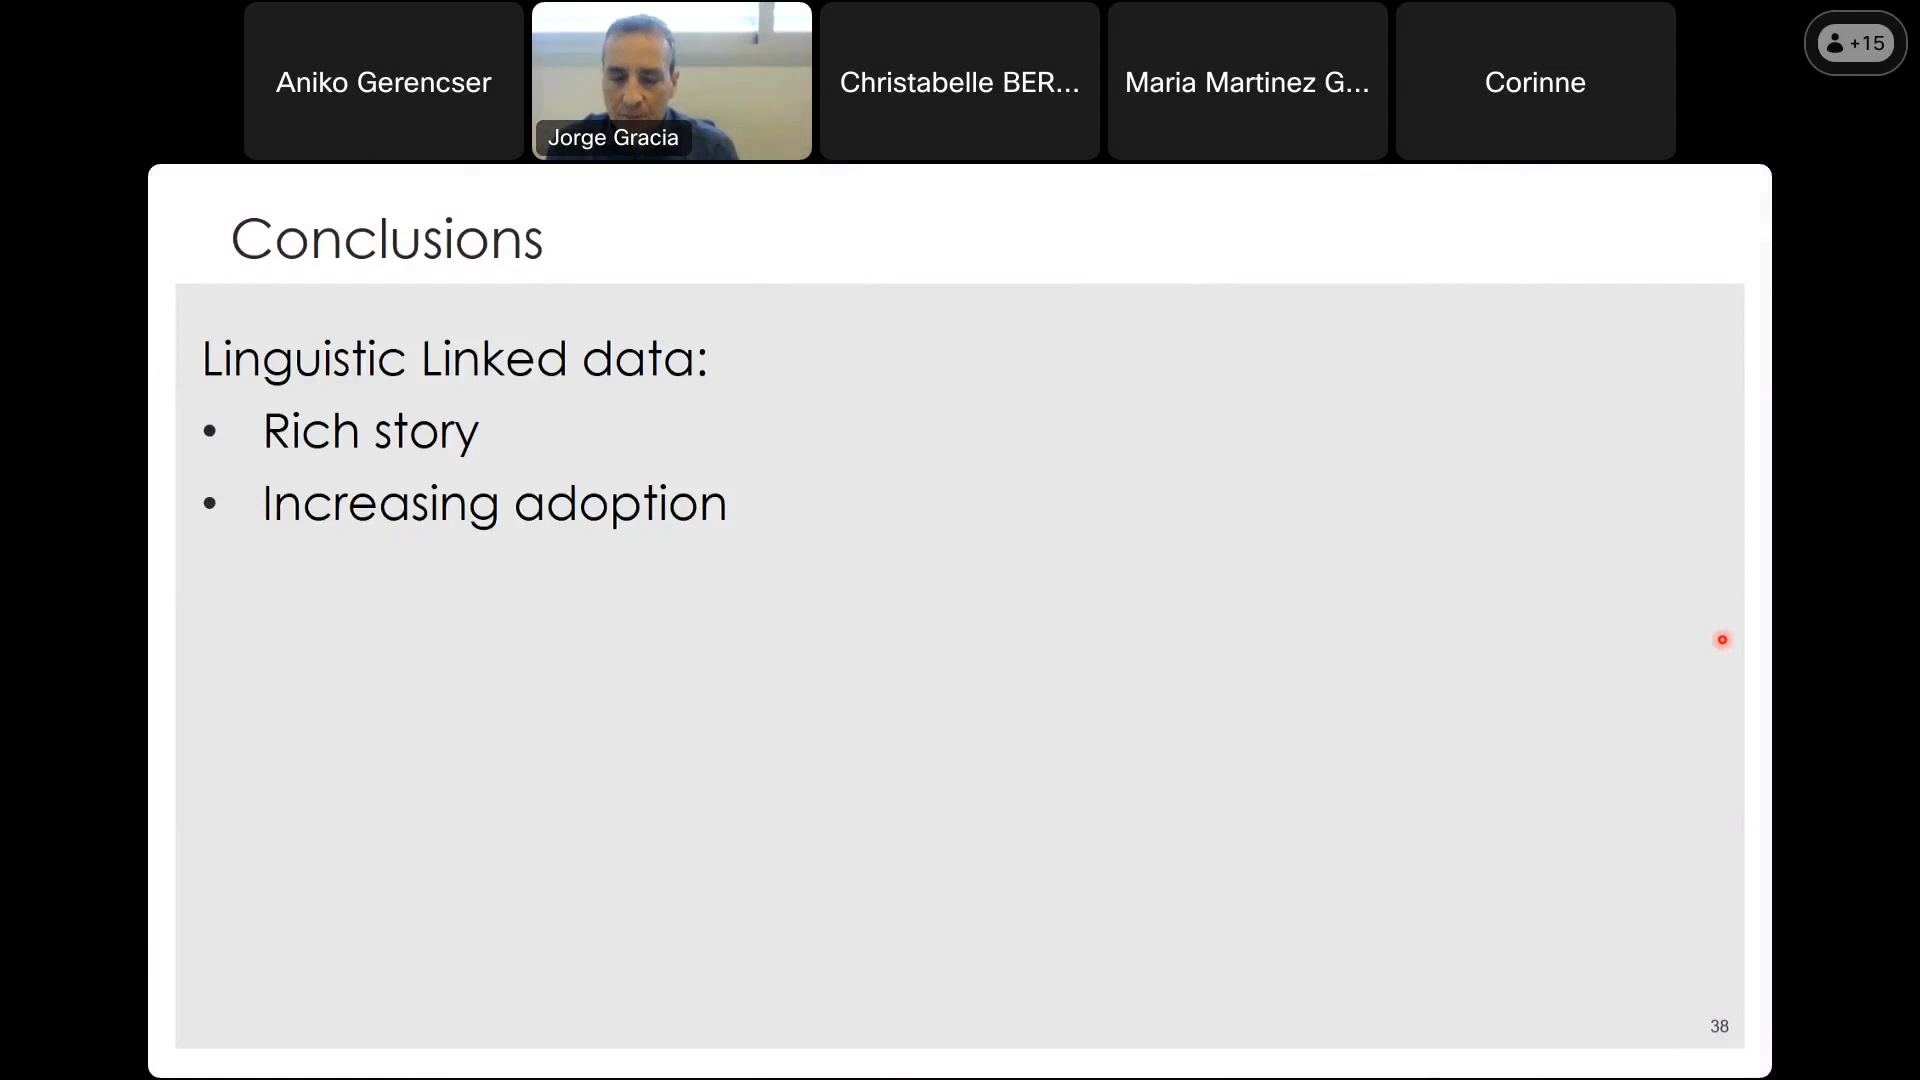 Aniko Gerencser
Jorge Gracia
Christabelle BER...
Maria Martinez G...
Corinne
+15
Conclusions
Linguistic Linked data:
• Rich story
• Increasing adoption
38